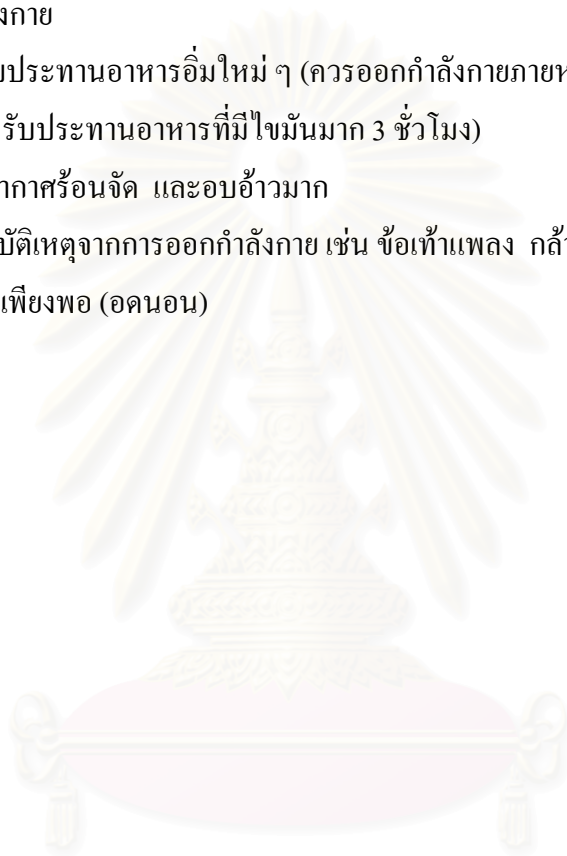 งกาย
ประทานอาหารอิ่มใหม่ ๆ (ควรออกกำลังกายภายห
รับประทานอาหารที่มีไขมันมาก 3 ชั่วโมง)
ากาศร้อนจัด และอบอ้าวมาก
บัติเหตุจากการออกกำลังกาย เช่น ข้อเท้าแพลง กล้า
เพียงพอ (อดนอน)